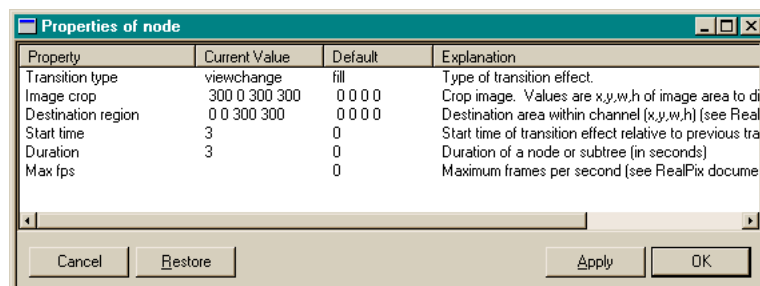 Properties of node
Property Current Value Default Explanation
Transition type viewchange fill Type of transition effect.
Image crop 300 0 300 300 0 0 0 0 Crop image. Values are x,y,w,h of image area to di
Destination region 0 0 300 300 0 0 0 0 Destination area within channel (x,y,w,h) (see Real
Start time 3 0 Start time of transition effect relative to previous tra
Duration 3 0 Duration of a node or subtree (in seconds)
Max fps 0 Maximum frames per second (see RealPix docume
Cancel Restore Apply OK